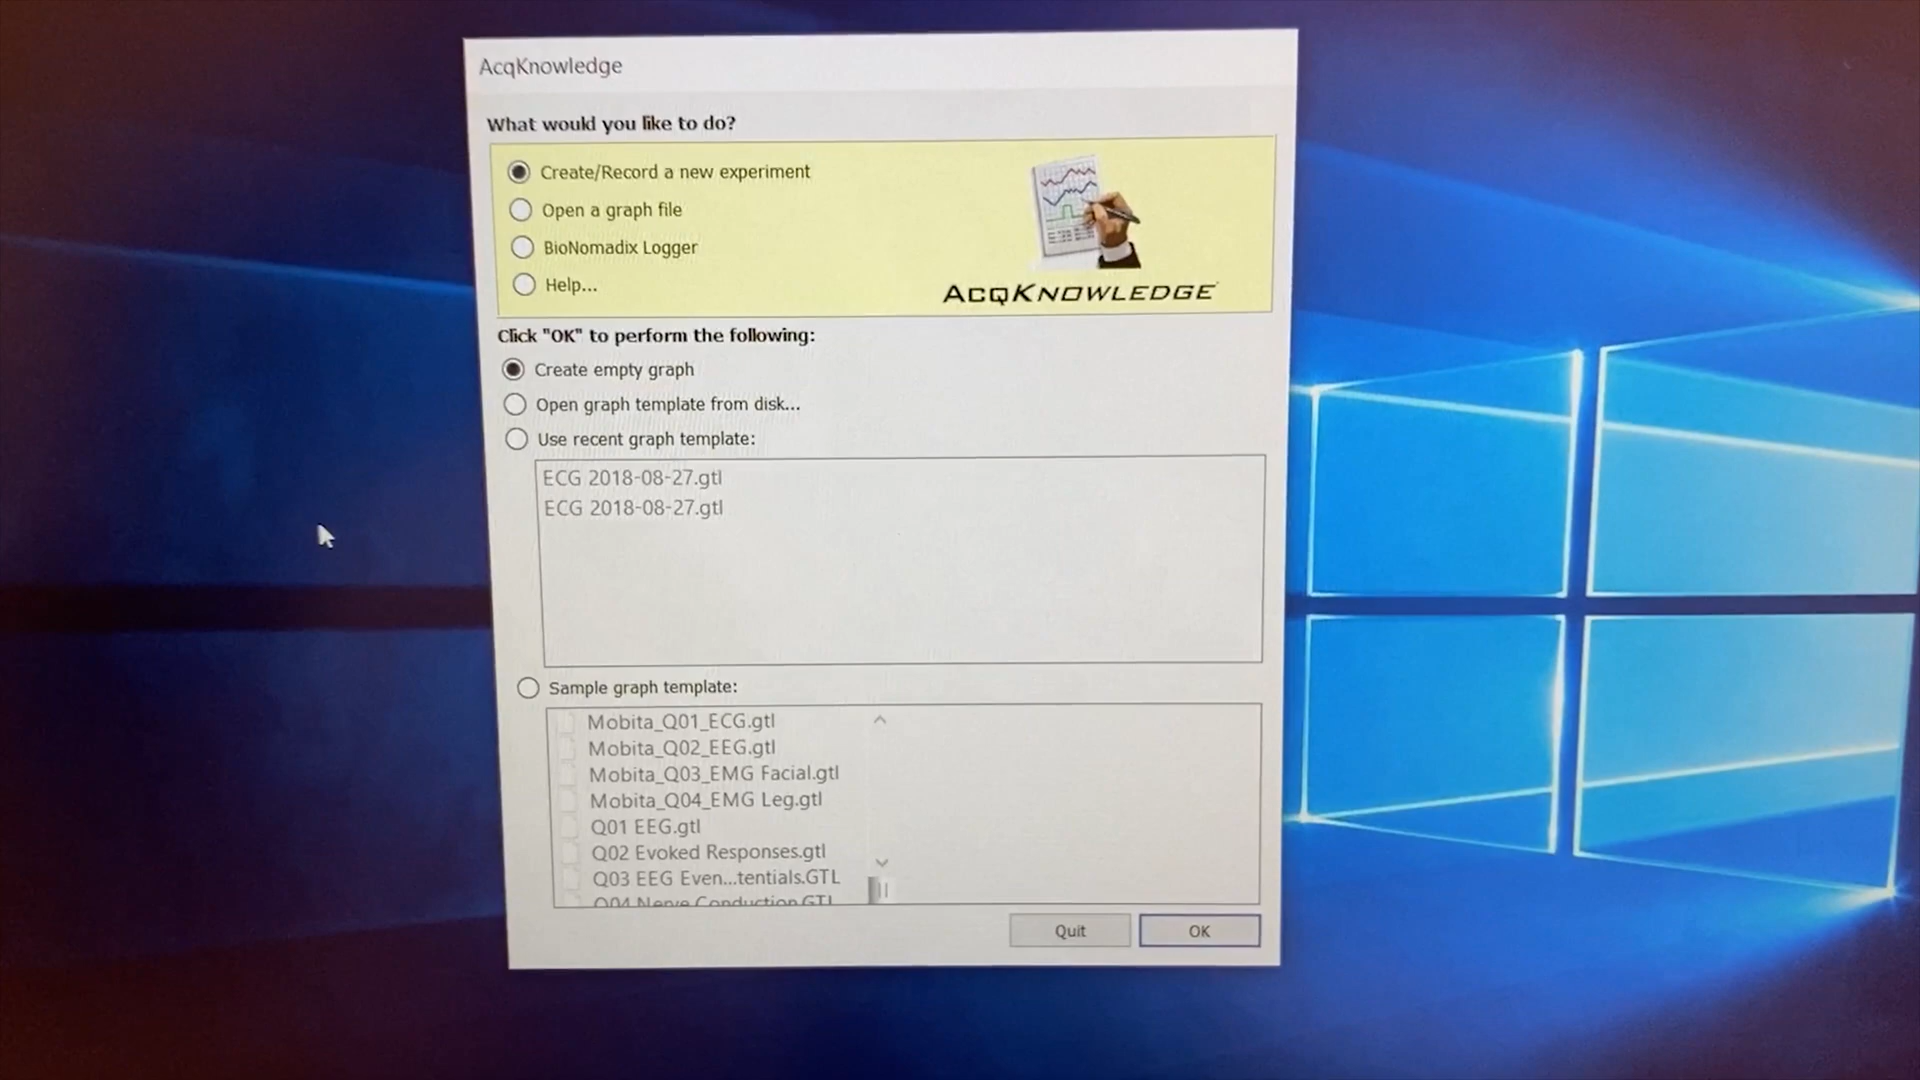 AcqKnowledge
What would you like to do?
Create/Record a new experiment
Open a graph file
BioNomadix Logger
Help...
ACQKNOWLEDGE
Click "OK" to perform the following:
Create empty graph
Open graph template from disk...
Use recent graph template:
ECG 2018-08-27.gtl
ECG 2018-08-27.gtl
Sample graph template:
Mobita_Q01_ECG.gtl
Mobita_Q02_EEG.gtl
Mobita_Q03_EMG Facial.gtl
Mobita_Q04_EMG Leg.gtl
Q01 EEG.gtl
Q02 Evoked Responses.gtl
Q03 EEG Even...tentials.GTL
Q04 Nerve Conduction.GTL
Quit
OK